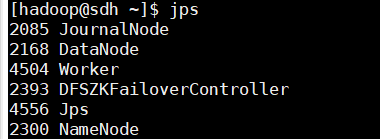 [hadoop@sdh ~]$ jps
2085 JournalNode
2168 DataNode
4504 Worker
2393 DFSZKFailoverController
4556 Jps
2300 NameNode